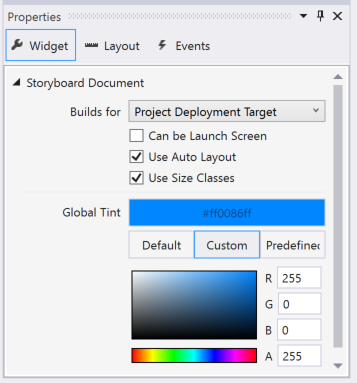 Properties
Widget Layout Events
Storyboard Document
Builds for Project Deployment Target
Can be Launch Screen
Use Auto Layout
Use Size Classes
Global Tint #ff0086ff
Default Custom Predefined
R 255
G 0
B 0
A 255